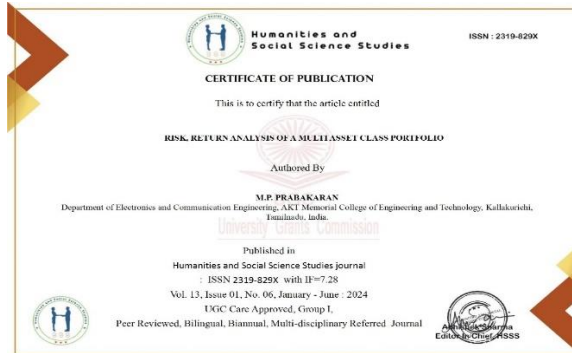 Humanities and
Social Science Studies
ISSN : 2319-829X
CERTIFICATE OF PUBLICATION
This is to certify that the article entitled
RISK, RETURN ANALYSIS OF A MULTI ASSET CLASS PORTFOLIO
Authored By
M.P. PRABAKARAN
Department of Electronics and Communication Engineering, AKT Memorial College of Engineering and Technology, Kallakurichi,
Tamilnadu, India.
University Grants Commission
Published in
Humanities and Social Science Studies journal
: ISSN 2319-829X with IF=7.28
Vol. 13, Issue 01, No. 06, January - June : 2024
UGC Care Approved, Group I,
Peer Reviewed, Bilingual, Biannual, Multi-disciplinary Referred Journal
Sharma
Editor In Chief, HSSS